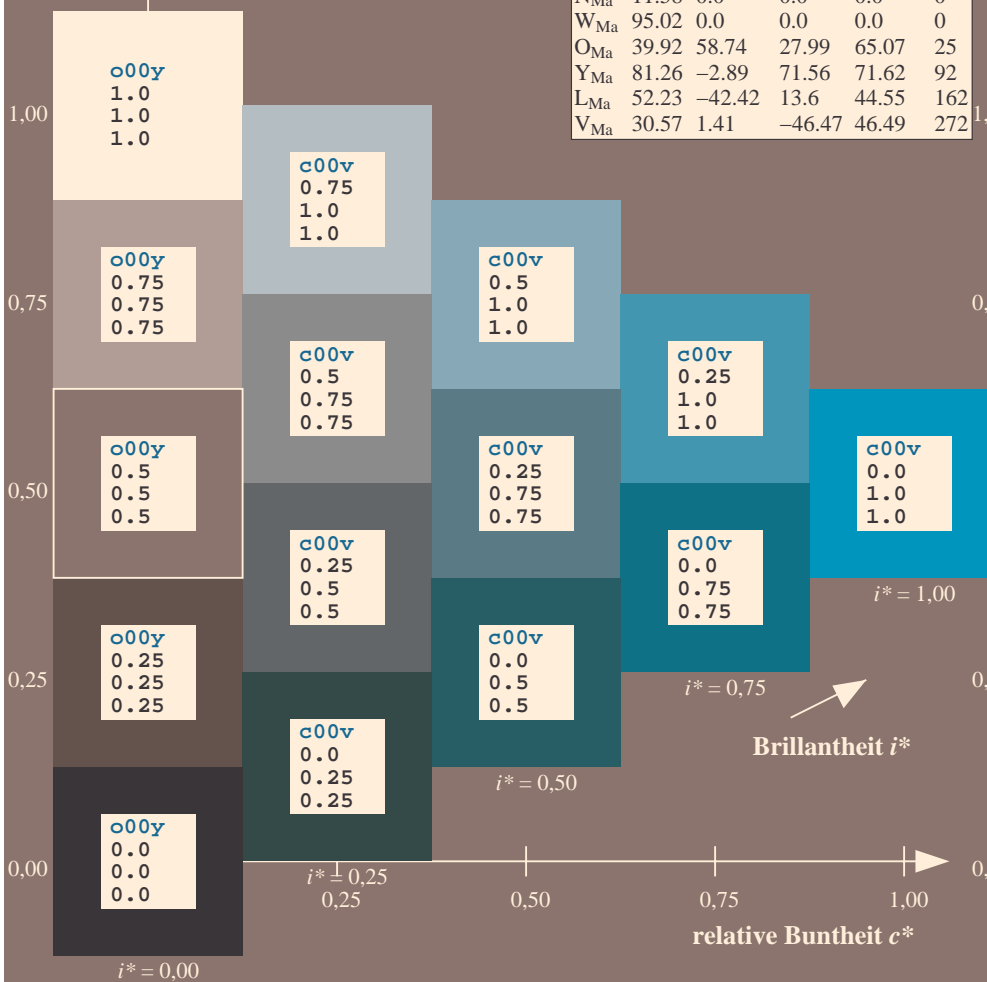 W_Ma 95.02 0.0 0.0 0.0 0
O_Ma 39.92 58.74 27.99 65.07 25
Y_Ma 81.26 −2.89 71.56 71.62 92
L_Ma 52.23 −42.42 13.6 44.55 162
V_Ma 30.57 1.41 −46.47 46.49 272
1,00
0,75
0,50
0,25
0,00
o00y
1.0
1.0
1.0
o00y
0.75
0.75
0.75
o00y
0.5
0.5
0.5
o00y
0.25
0.25
0.25
o00y
0.0
0.0
0.0
i* = 0,00
c00v
0.75
1.0
1.0
c00v
0.5
0.75
0.75
c00v
0.25
0.5
0.5
c00v
0.0
0.25
0.25
i* = 0,25
c00v
0.5
1.0
1.0
c00v
0.25
0.75
0.75
c00v
0.0
0.5
0.5
i* = 0,50
c00v
0.25
1.0
1.0
c00v
0.0
0.75
0.75
i* = 0,75
c00v
0.0
1.0
1.0
i* = 1,00
Brillantheit i*
0,25 0,50 0,75 1,00
relative Buntheit c*